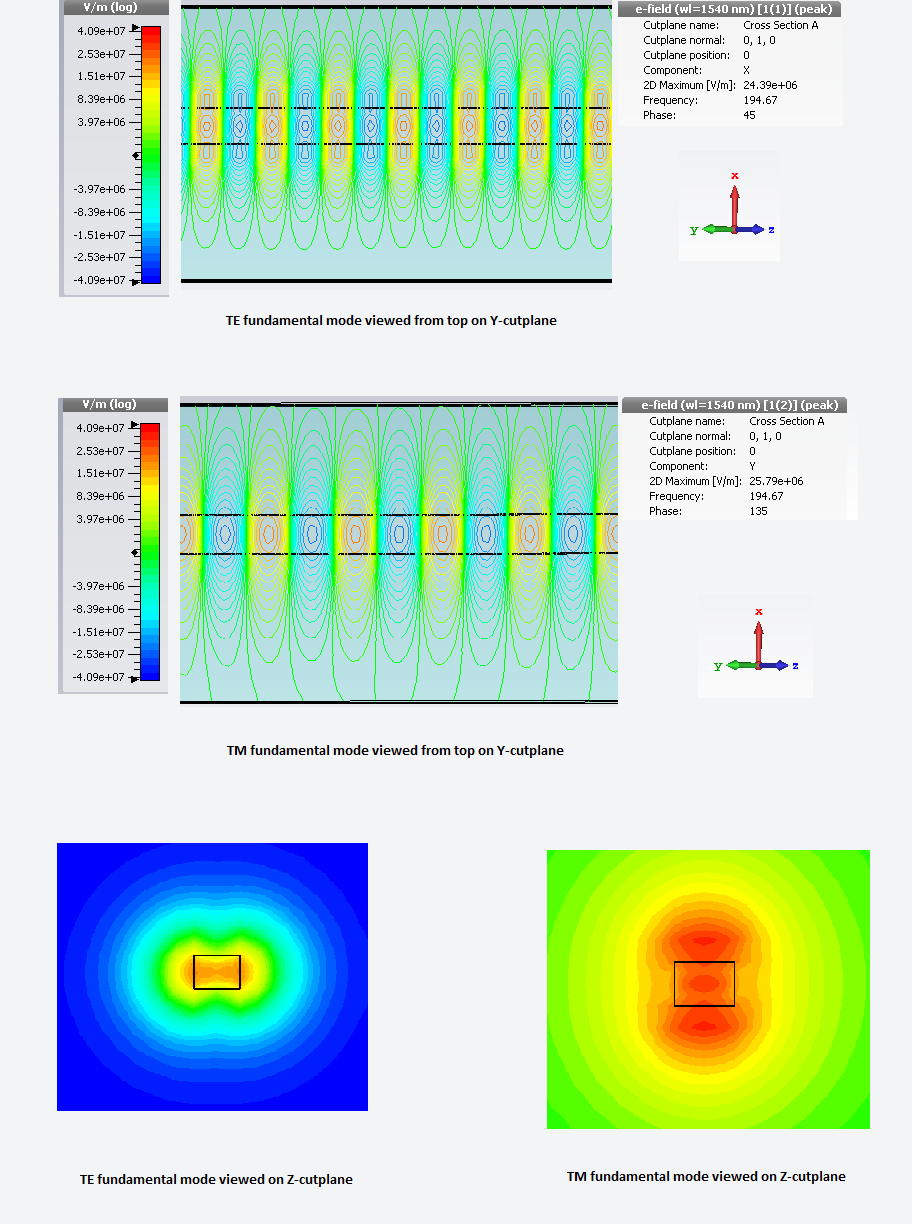 V/m (log)
4.09e+07
2.53e+07
1.51e+07
8.39e+06
3.97e+06
-3.97e+06
-8.39e+06
-1.51e+07
-2.53e+07
-4.09e+07
e-field (wl=1540 nm) [1(1)] (peak)
Cutplane name: Cross Section A
Cutplane normal: 0, 1, 0
Cutplane position: 0
Component: X
2D Maximum [V/m]: 24.39e+06
Frequency: 194.67
Phase: 45
x
y z
TE fundamental mode viewed from top on Y-cutplane
V/m (log)
4.09e+07
2.53e+07
1.51e+07
8.39e+06
3.97e+06
-3.97e+06
-8.39e+06
-1.51e+07
-2.53e+07
-4.09e+07
e-field (wl=1540 nm) [1(2)] (peak)
Cutplane name: Cross Section A
Cutplane normal: 0, 1, 0
Cutplane position: 0
Component: Y
2D Maximum [V/m]: 25.79e+06
Frequency: 194.67
Phase: 135
x
y z
TM fundamental mode viewed from top on Y-cutplane
TE fundamental mode viewed on Z-cutplane
TM fundamental mode viewed on Z-cutplane